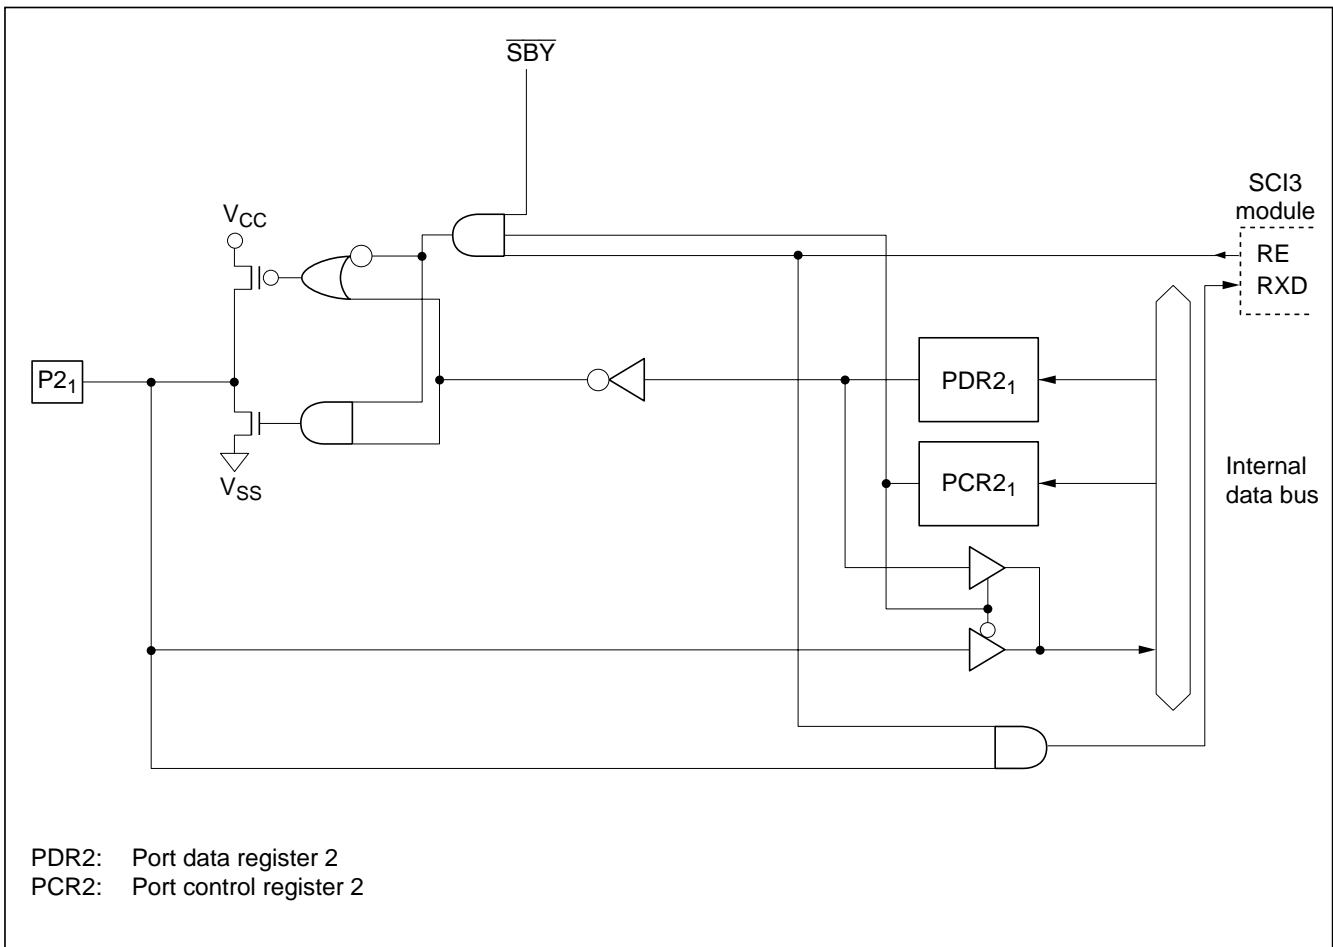 SBY
SCI3
module
VCC
RE
RXD
P21
PDR21
PCR21
Internal
data bus
VSS
PDR2: Port data register 2
PCR2: Port control register 2